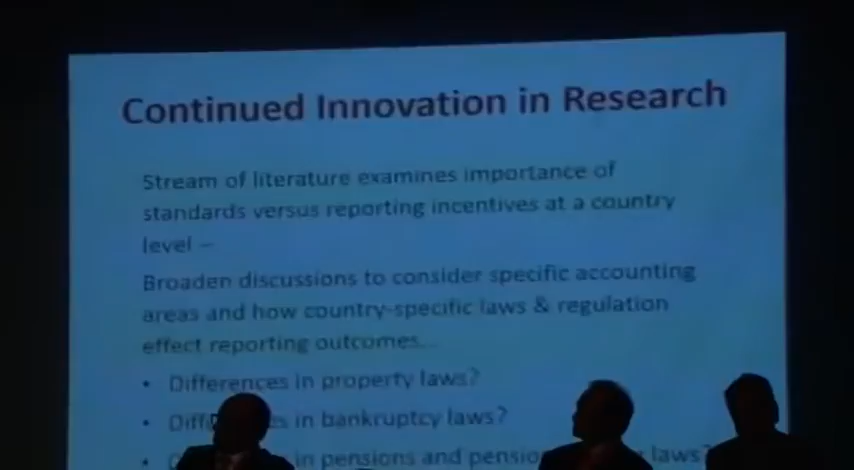 Continued Innovation in Research
Stream of literature examines importance of
standards versus reporting incentives at a country
level –
Broaden discussions to consider specific accounting
areas and how country-specific laws & regulation
effect reporting outcomes...
• Differences in property laws?
• in bankruptcy laws?
• in pensions and laws?